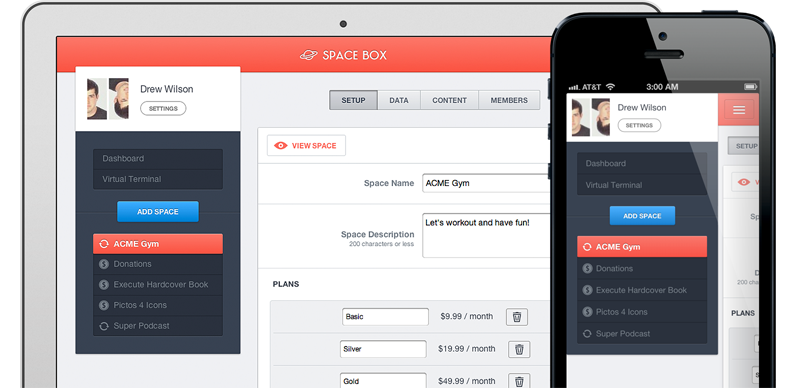 SPACE BOX
Drew Wilson
SETTINGS
Dashboard
Virtual Terminal
ADD SPACE
ACME Gym
Donations
Execute Hardcover Book
Pictos 4 Icons
Super Podcast
SETUP DATA CONTENT MEMBERS
VIEW SPACE
Space Name ACME Gym
Space Description Let's workout and have fun!
200 characters or less
PLANS
Basic $9.99 / month
Silver $19.99 / month
Gold $49.99 / month
AT&T 3:00 AM
Drew Wilson
SETTINGS
Dashboard
Virtual Terminal
ADD SPACE
ACME Gym
Donations
Execute Hardcover Book
Pictos 4 Icons
Super Podcast
SETUP
V
Sp
D
200 cha
PLANS